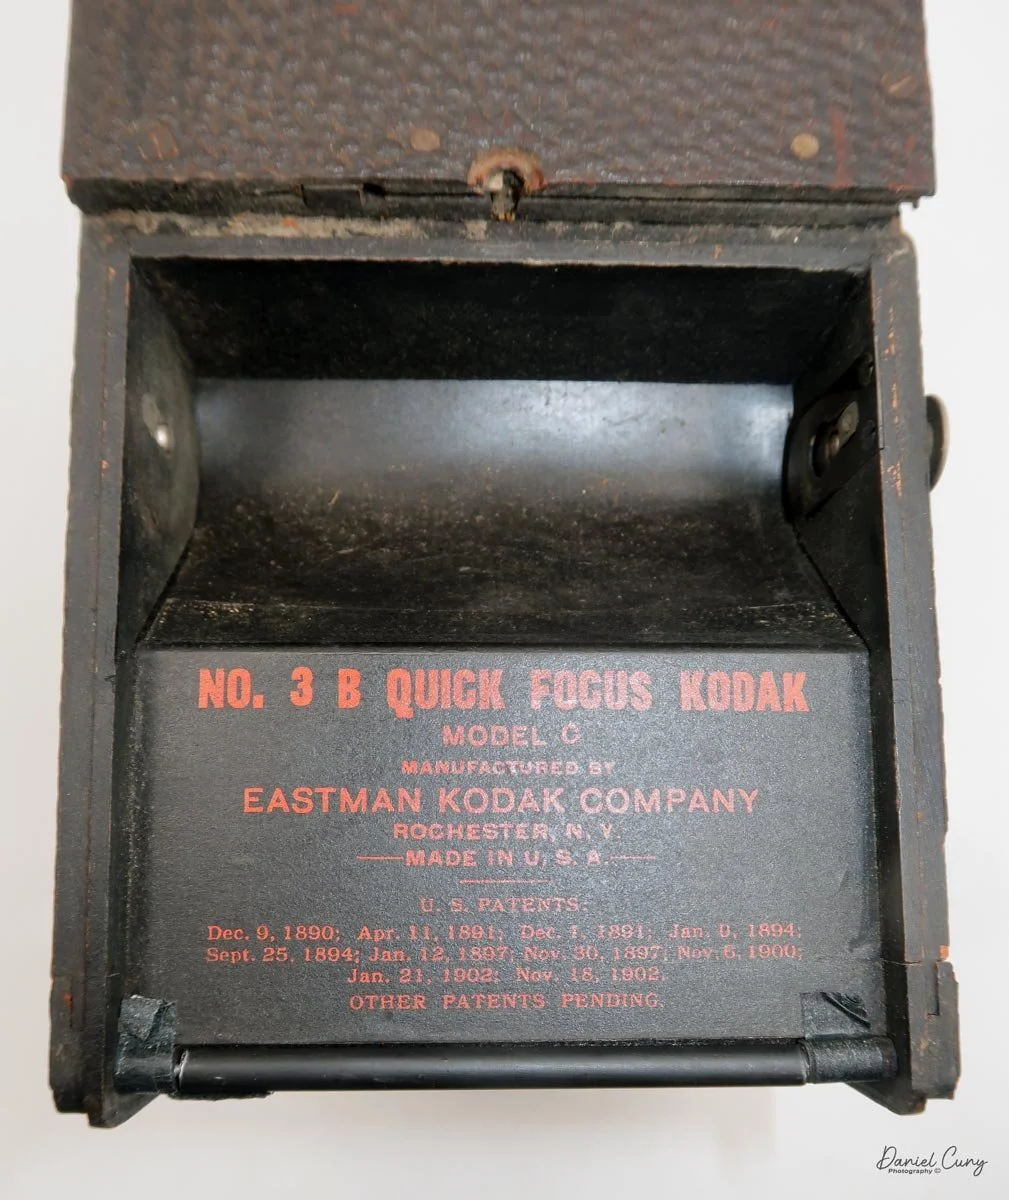 NO. 3 B QUICK FOCUS KODAK
MODEL C
MANUFACTURED BY
EASTMAN KODAK COMPANY
ROCHESTER, N. Y.
—MADE IN U. S. A.—
U. S. PATENTS:
Dec. 9, 1890; Apr. 11, 1891; Dec. 1, 1891; Jan. 9, 1894;
Sept. 25, 1894; Jan. 12, 1897; Nov. 30, 1897; Nov. 6, 1900;
Jan. 21, 1902; Nov. 18, 1902.
OTHER PATENTS PENDING.
Daniel Cuny
Photography ©